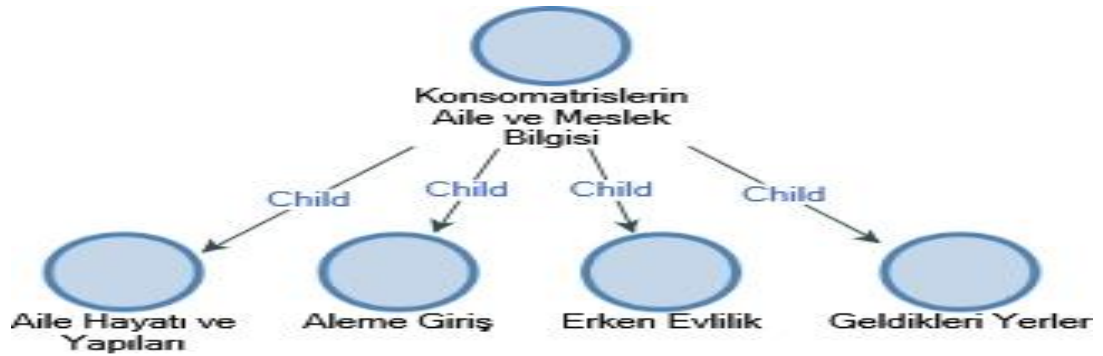 Konsomatrislerin
Aile ve Meslek
Bilgisi
Child
Child
Child
Child
Aile Hayatı ve
Yapıları
Aleme Giriş
Erken Evlilik
Geldikleri Yerler